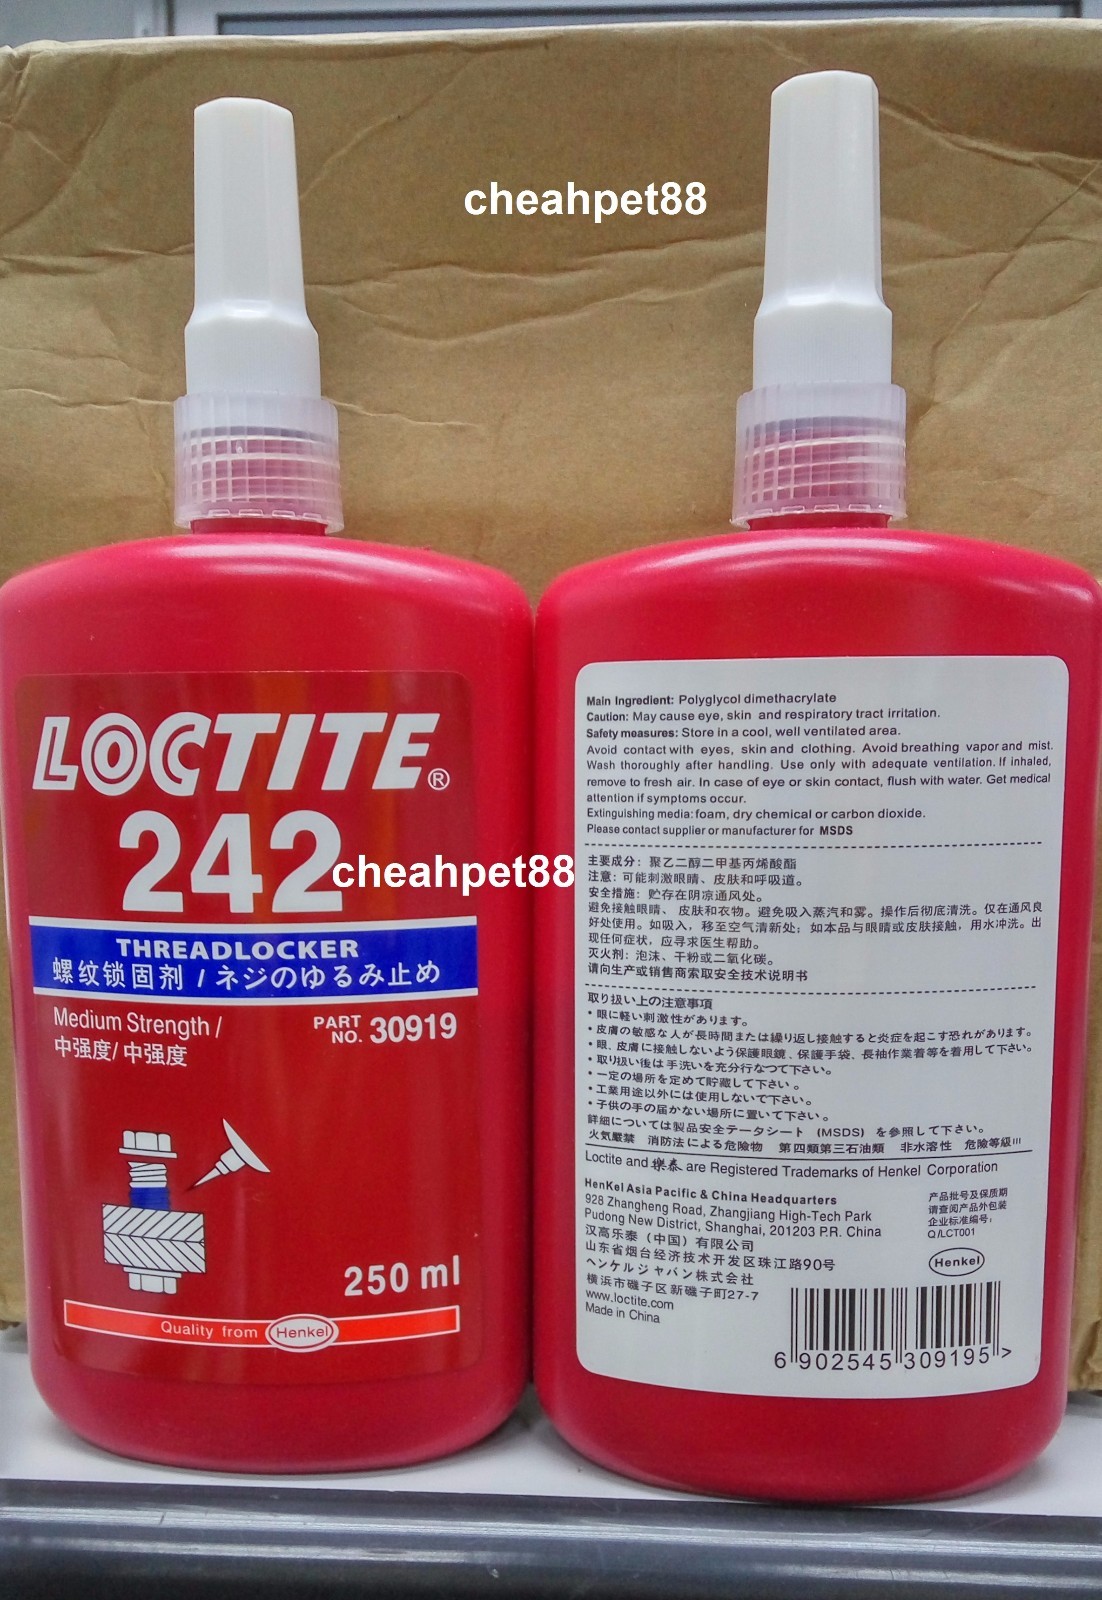 cheahpet88
LOCTITE®
242
cheahpet88
THREADLOCKER
螺纹锁固剂 / ネジのゆるみ止め
Medium Strength /
中强度/ 中强度
PART
NO. 30919
250 ml
Quality from Henkel
Main Ingredient: Polyglycol dimethacrylate
Caution: May cause eye, skin and respiratory tract irritation.
Safety measures: Store in a cool, well ventilated area.
Avoid contact with eyes, skin and clothing. Avoid breathing vapor and mist.
Wash thoroughly after handling. Use only with adequate ventilation. If inhaled,
remove to fresh air. In case of eye or skin contact, flush with water. Get medical
attention if symptoms occur.
Extinguishing media: foam, dry chemical or carbon dioxide.
Please contact supplier or manufacturer for MSDS
主要成分：聚乙二醇二甲基丙烯酸酯
注意：可能刺激眼睛、皮肤和呼吸道。
安全措施：贮存在阴凉通风处。
避免接触眼睛、皮肤和衣物。避免吸入蒸汽和雾。操作后彻底清洗。仅在通风良
好处使用。如吸入，移至空气清新处；如本品与眼睛或皮肤接触，用水冲洗。出
现任何症状，应寻求医生帮助。
灭火剂：泡沫、干粉或二氧化碳。
请向生产或销售商索取安全技术说明书
取り扱い上の注意事項
・眼に軽い刺激性があります。
・皮膚の敏感な人が長時間または繰り返し接触すると炎症を起こす恐れがあります。
・眼、皮膚に接触しないよう保護眼鏡、保護手袋、長袖作業着等を着用して下さい。
・取り扱い後は手洗いを充分行なつて下さい。
・一定の場所を定めて貯蔵して下さい。
・工業用途以外には使用しないで下さい。
・子供の手の届かない場所に置いて下さい。
詳細については製品安全テータシート (MSDS) を参照して下さい。
火気厳禁 消防法による危険物 第四類第三石油類 非水溶性 危険等級III
Loctite and 樂泰 are Registered Trademarks of Henkel Corporation
HenKel Asia Pacific & China Headquarters
928 Zhangheng Road, Zhangjiang High-Tech Park
Pudong New District, Shanghai, 201203 P.R. China
汉高乐泰（中国）有限公司
山东省烟台经济技术开发区珠江路90号
ヘンケルジャパン株式会社
横浜市磯子区新磯子町27-7
www.loctite.com
Made in China
产品批号及保质期
请查阅产品外包装
企业标准编号:
Q/LCT001
Henkel
6 902545 309195 >